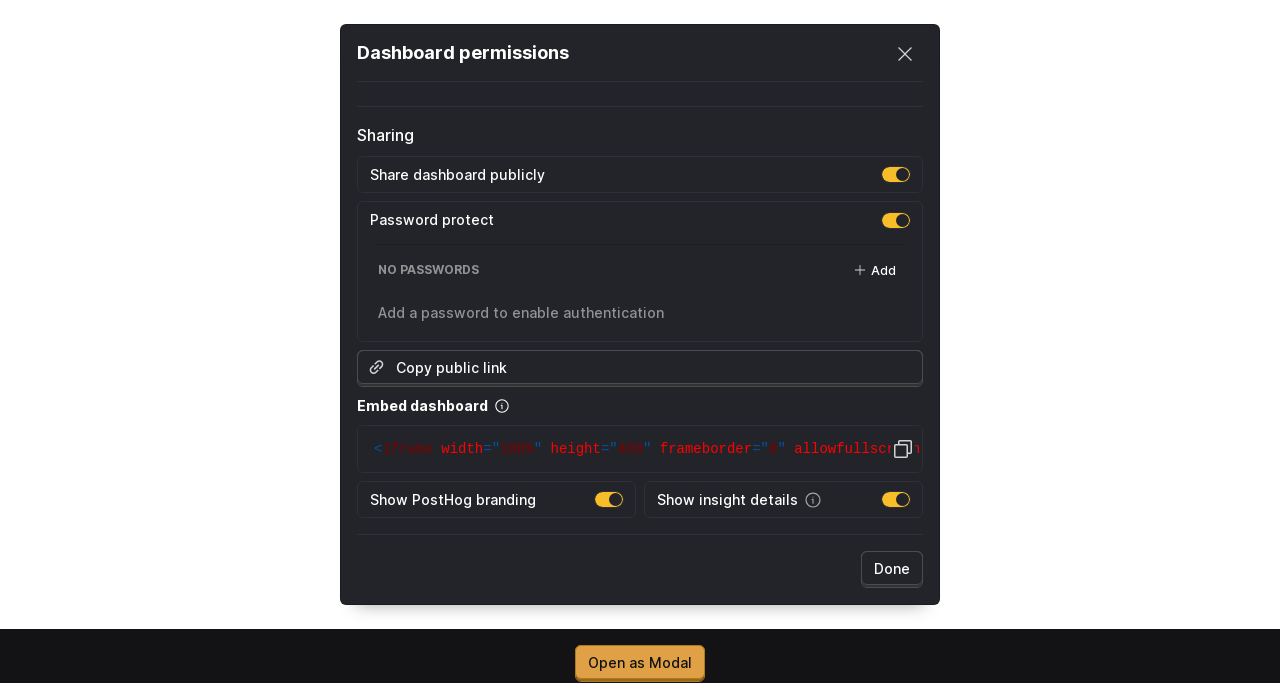 Dashboard permissions
Sharing
Share dashboard publicly
Password protect
NO PASSWORDS
Add
Add a password to enable authentication
Copy public link
Embed dashboard
<iframe width="100%" height="400" frameborder="0" allowfullscr
Show PostHog branding
Show insight details
Done
Open as Modal